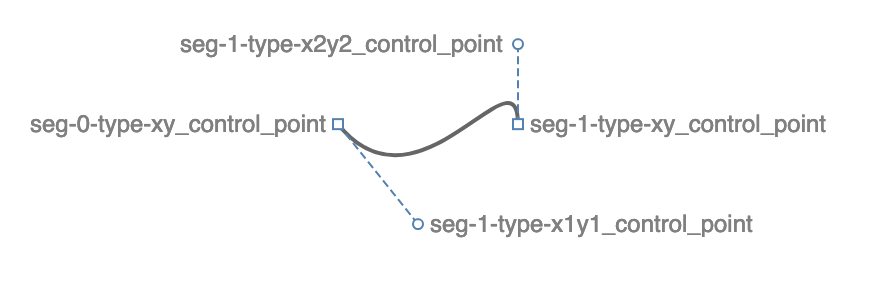 seg-1-type-x2y2_control_point
seg-0-type-xy_control_point
seg-1-type-xy_control_point
seg-1-type-x1y1_control_point